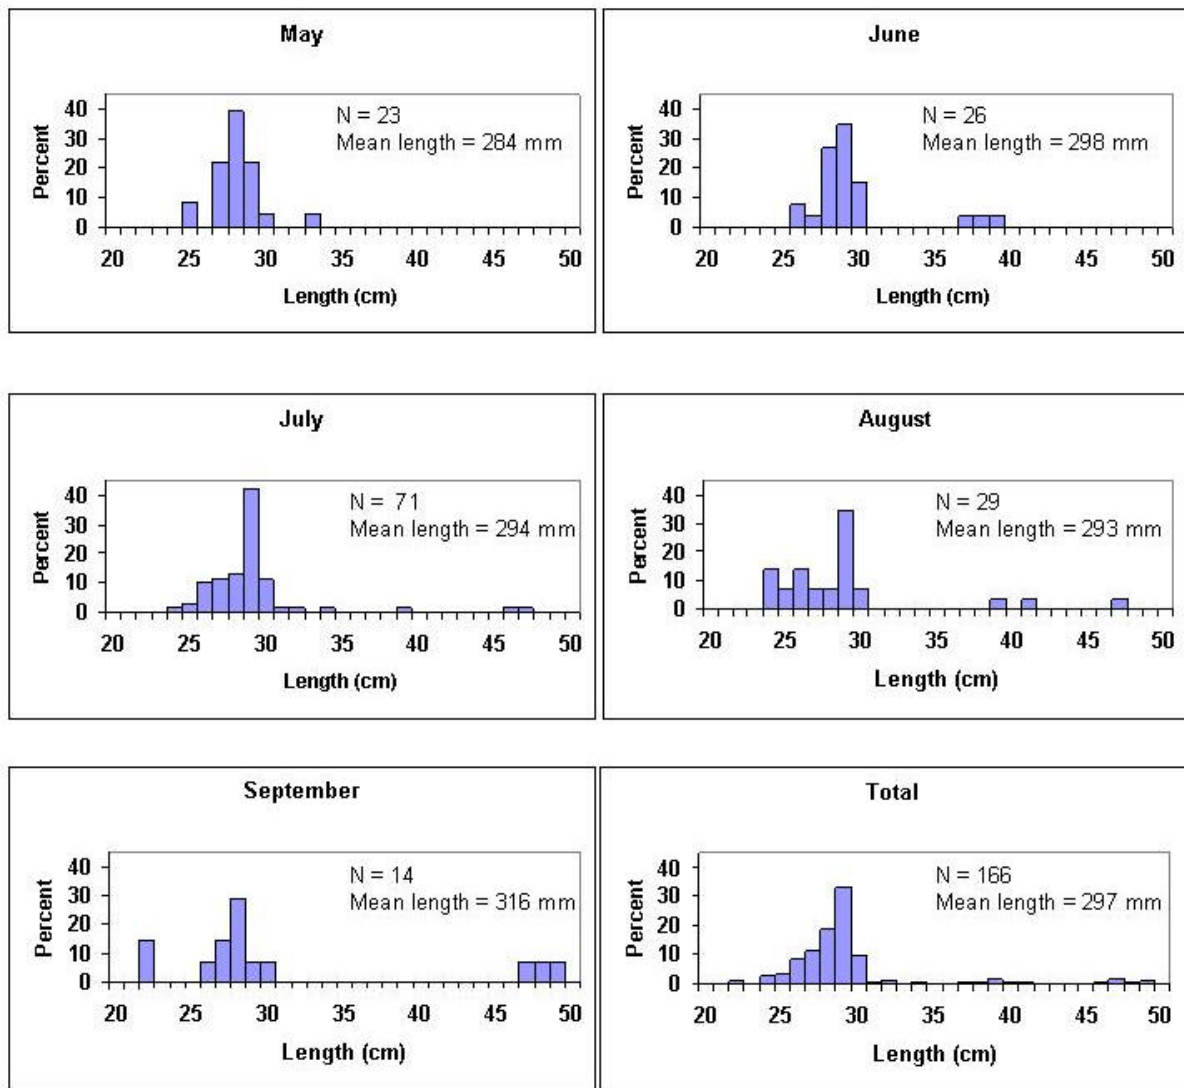 May
N = 23
Mean length = 284 mm
Percent
40
30
20
10
0
20 25 30 35 40 45 50
Length (cm)
June
N = 26
Mean length = 298 mm
Percent
40
30
20
10
0
20 25 30 35 40 45 50
Length (cm)
July
N = 71
Mean length = 294 mm
Percent
40
30
20
10
0
20 25 30 35 40 45 50
Length (cm)
August
N = 29
Mean length = 293 mm
Percent
40
30
20
10
0
20 25 30 35 40 45 50
Length (cm)
September
N = 14
Mean length = 316 mm
Percent
40
30
20
10
0
20 25 30 35 40 45 50
Length (cm)
Total
N = 166
Mean length = 297 mm
Percent
40
30
20
10
0
20 25 30 35 40 45 50
Length (cm)